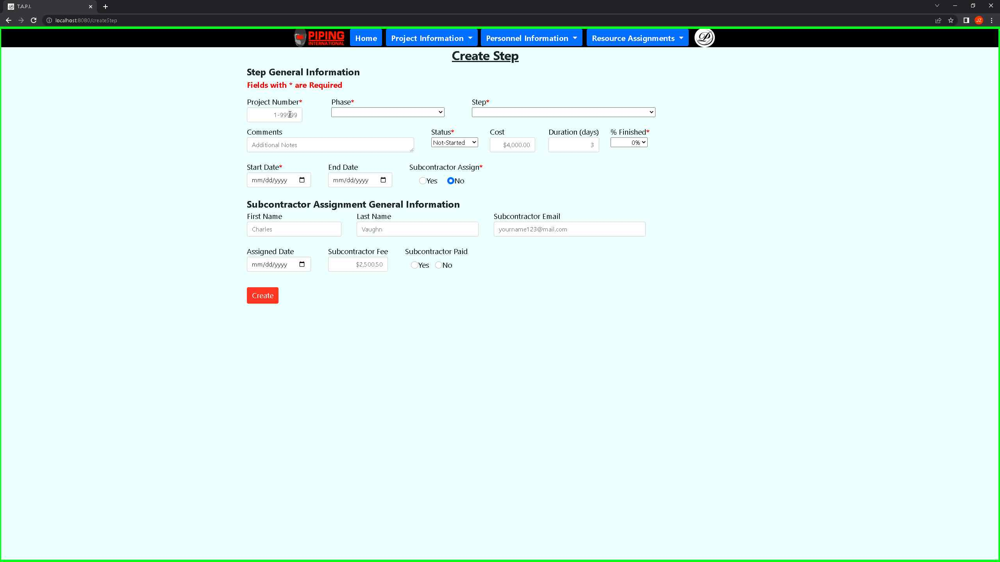 T.A.P.I.
localhost:8080/createStep
JZ
PIPING
INTERNATIONAL
Home Project Information Personnel Information Resource Assignments
Create Step
Step General Information
Fields with * are Required
Project Number* Phase* Step*
1-99999
Comments Status* Cost Duration (days) % Finished*
Additional Notes Not-Started $4,000.00 3 0%
Start Date* End Date Subcontractor Assign*
mm/dd/yyyy mm/dd/yyyy Yes No
Subcontractor Assignment General Information
First Name Last Name Subcontractor Email
Charles Vaughn yourname123@mail.com
Assigned Date Subcontractor Fee Subcontractor Paid
mm/dd/yyyy $2,500.50 Yes No
Create